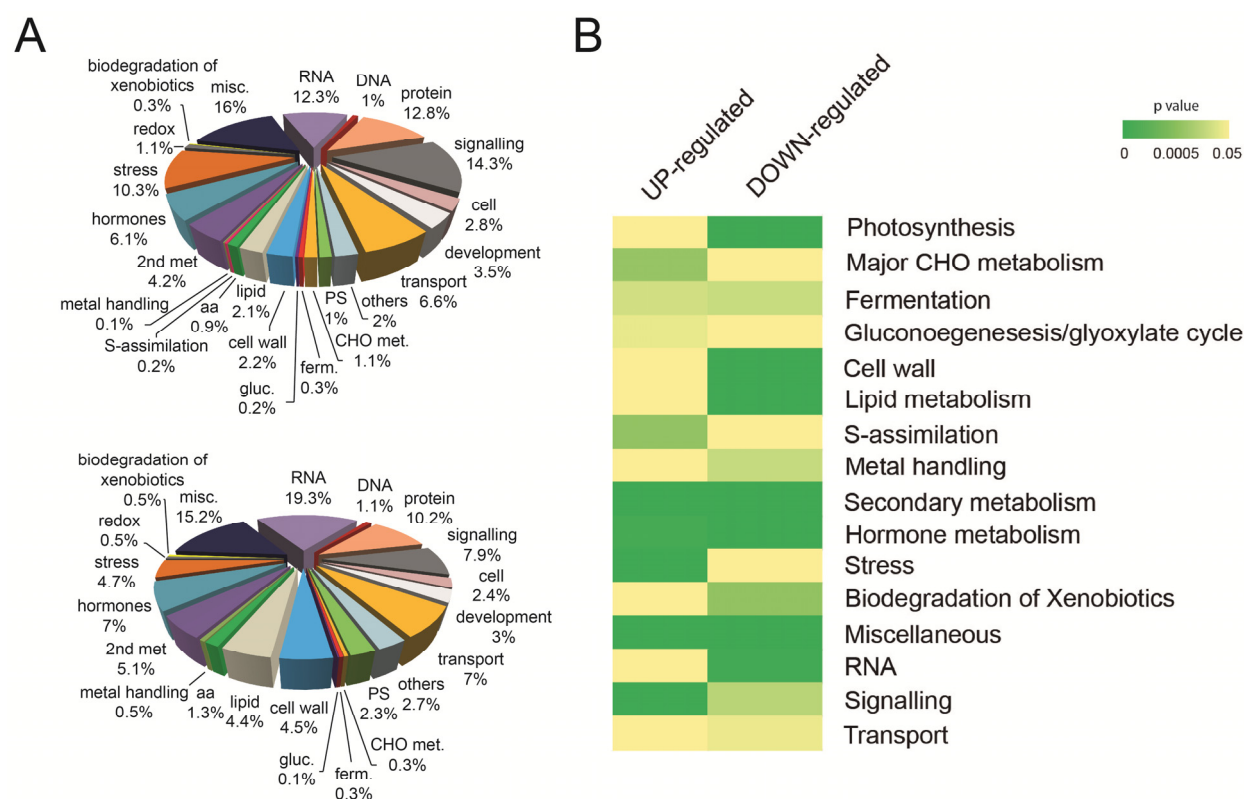 A
biodegradation of
xenobiotics
0.3%
misc.
16%
RNA
12.3%
DNA
1%
protein
12.8%
redox
1.1%
signalling
14.3%
stress
10.3%
cell
2.8%
hormones
6.1%
development
3.5%
2nd met
4.2%
transport
6.6%
metal handling
0.1%
S-assimilation
0.2%
aa
0.9%
lipid
2.1%
cell wall
2.2%
gluc.
0.2%
ferm.
0.3%
PS
1%
CHO met.
1.1%
others
2%
biodegradation of
xenobiotics
0.5%
misc.
15.2%
RNA
19.3%
DNA
1.1%
protein
10.2%
redox
0.5%
signalling
7.9%
stress
4.7%
cell
2.4%
hormones
7%
development
3%
2nd met
5.1%
transport
7%
metal handling
0.5%
aa
1.3%
lipid
4.4%
cell wall
4.5%
gluc.
0.1%
ferm.
0.3%
CHO met.
0.3%
PS
2.3%
others
2.7%
B
UP-regulated
DOWN-regulated
p value
0 0.0005 0.05
Photosynthesis
Major CHO metabolism
Fermentation
Gluconoegenesesis/glyoxylate cycle
Cell wall
Lipid metabolism
S-assimilation
Metal handling
Secondary metabolism
Hormone metabolism
Stress
Biodegradation of Xenobiotics
Miscellaneous
RNA
Signalling
Transport